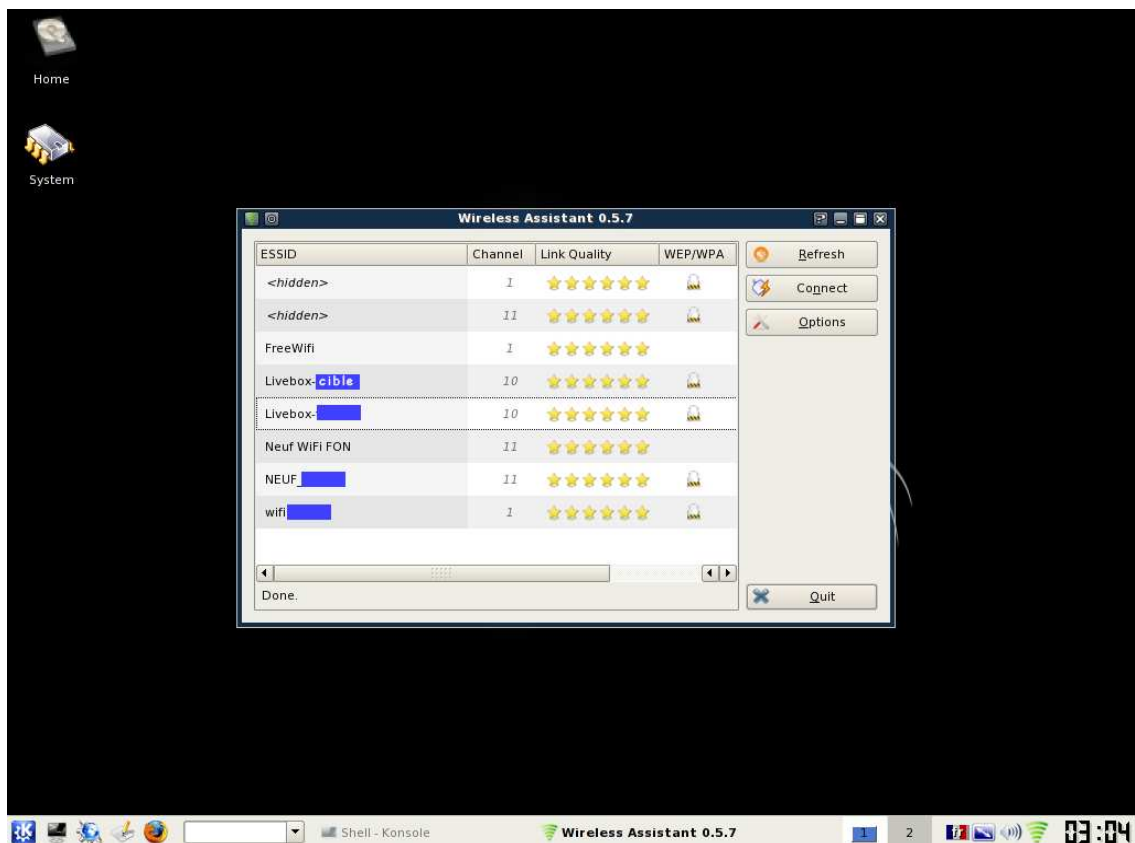 Home
System
Wireless Assistant 0.5.7
ESSID Channel Link Quality WEP/WPA
<hidden> 1
<hidden> 11
FreeWifi 1
Livebox-cible 10
Livebox- 10
Neuf WiFi FON 11
NEUF_ 11
wifi 1
Done.
Refresh
Connect
Options
Quit
Shell - Konsole
Wireless Assistant 0.5.7
1 2
03:04